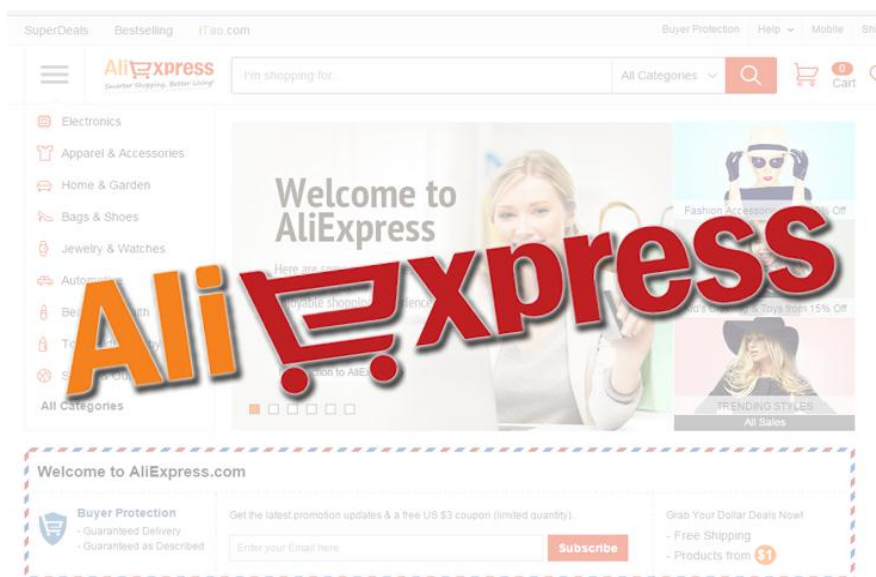 SuperDeals Bestselling iTao.com Buyer Protection Help Mobile
AliExpress
Smarter Shopping, Better Living!
I'm shopping for...
All Categories
0
Cart
Electronics
Apparel & Accessories
Home & Garden
Bags & Shoes
Jewelry & Watches
All Categories
Welcome to
AliExpress
Here are
AliExpress
Fashion Off
& Toys from 15% Off
TRENDING STYLES
All Sales
Welcome to AliExpress.com
Buyer Protection
- Guaranteed Delivery
- Guaranteed as Described
Get the latest promotion updates & a free US $3 coupon (limited quantity).
Enter your Email here
Subscribe
Grab Your Dollar Deals Now!
- Free Shipping
- Products from $1